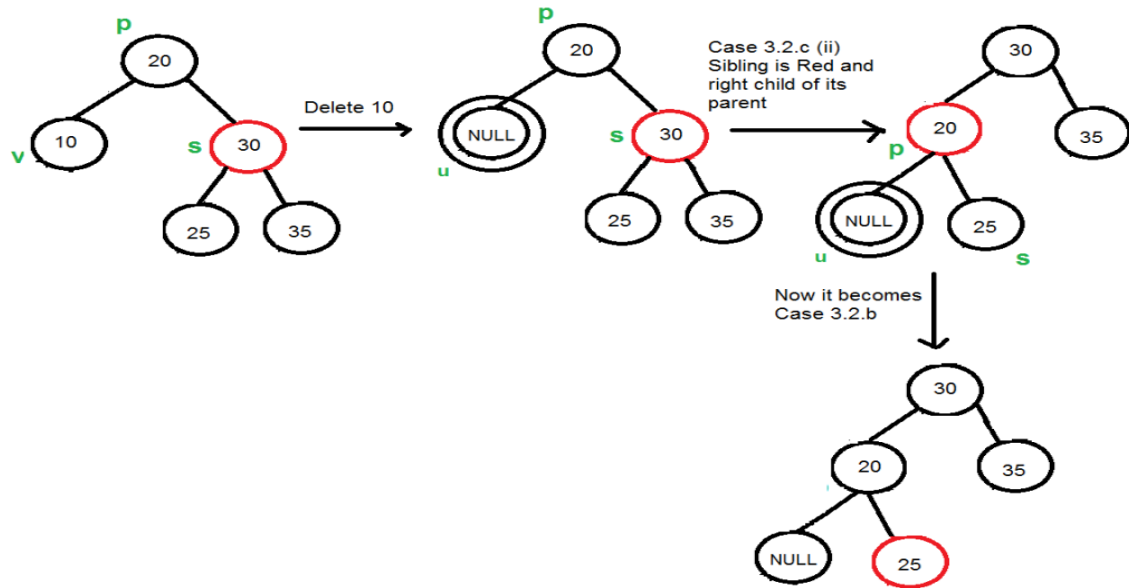 p
20
10
v
s
30
25
35
Delete 10
p
20
NULL
u
s
30
25
35
Case 3.2.c (ii)
Sibling is Red and
right child of its
parent
30
20
p
35
NULL
u
25
s
Now it becomes
Case 3.2.b
30
20
35
NULL
25